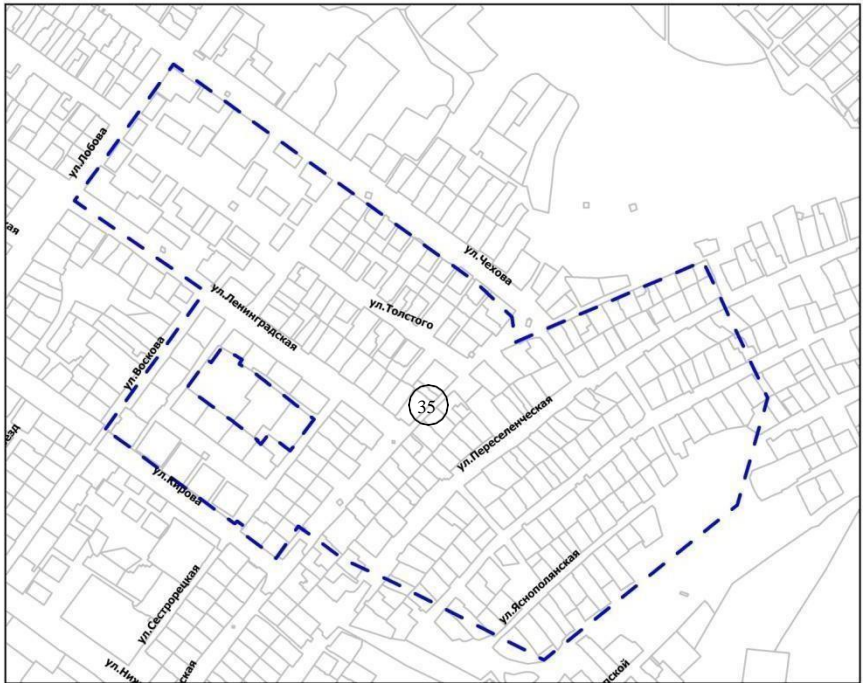 ул.Лобова
ул.Чехова
ул.Ленинградская
ул.Толстого
ул.Воскова
35
ул.Переселенческая
ул.Кирова
ул.Сестрорецкая
ул.Яснополянская